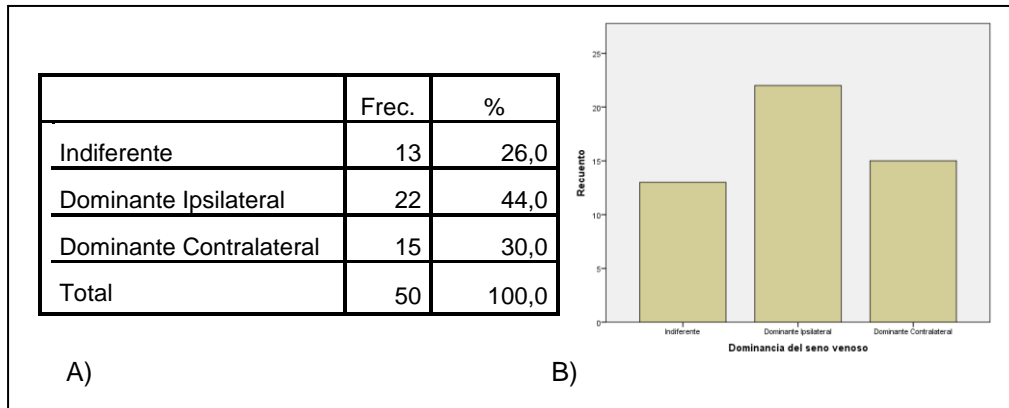 Frec. %
Indiferente 13 26,0
Dominante Ipsilateral 22 44,0
Dominante Contralateral 15 30,0
Total 50 100,0
A)
25
20
15
10
5
0
Recuento
Indiferente Dominante Ipsilateral Dominante Contralateral
Dominancia del seno venoso
B)